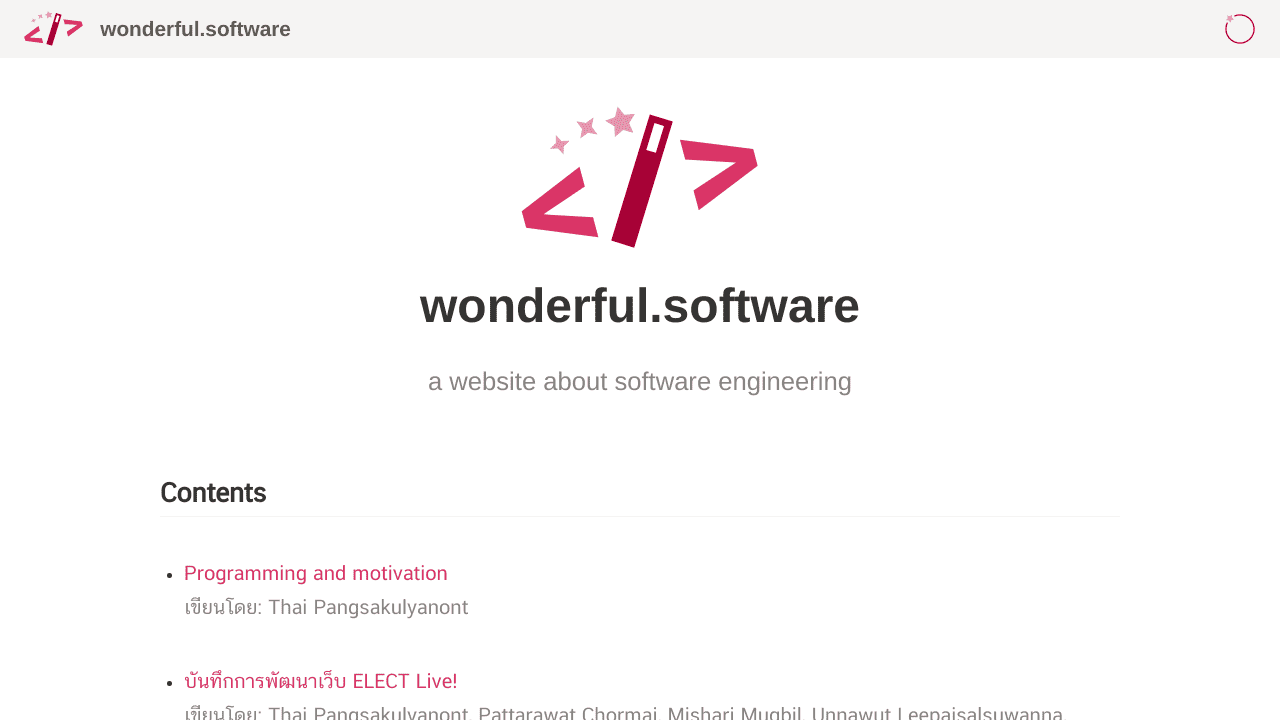 wonderful.software
wonderful.software
a website about software engineering
Contents
Programming and motivation
เขียนโดย: Thai Pangsakulyanont
บันทึกการพัฒนาเว็บ ELECT Live!
เขียนโดย: Thai Pangsakulyanont, Pattarawat Chormai, Mishari Muqbil, Unnawut Leepaisalsuwanna,